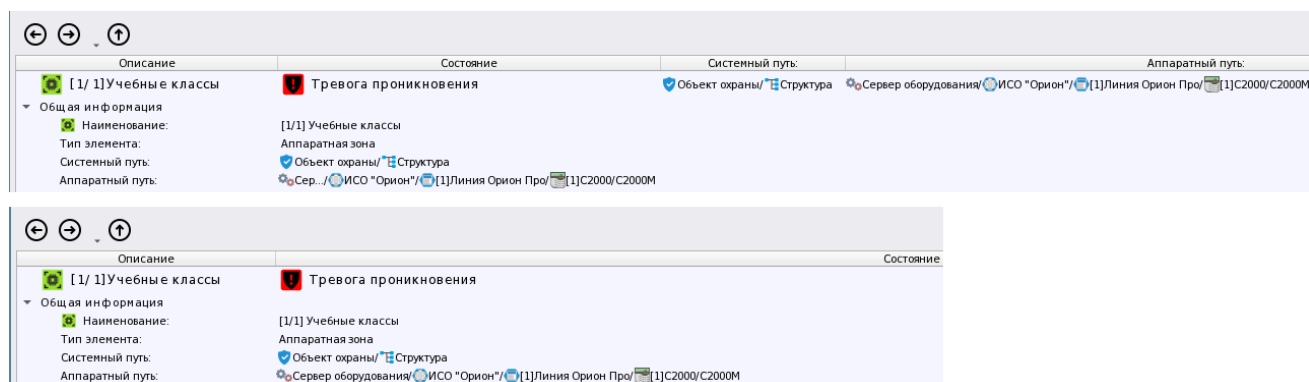 Описание Состояние Системный путь: Аппаратный путь:
[1/1]Учебные классы Тревога проникновения Объект охраны/Структура Сервер оборудования/ИСО "Орион"/[1]Линия Орион Про/[1]С2000/С2000М
Общая информация
Наименование: [1/1] Учебные классы
Тип элемента: Аппаратная зона
Системный путь: Объект охраны/Структура
Аппаратный путь: Сер.../ИСО "Орион"/[1]Линия Орион Про/[1]С2000/С2000М
Описание Состояние
[1/1]Учебные классы Тревога проникновения
Общая информация
Наименование: [1/1] Учебные классы
Тип элемента: Аппаратная зона
Системный путь: Объект охраны/Структура
Аппаратный путь: Сервер оборудования/ИСО "Орион"/[1]Линия Орион Про/[1]С2000/С2000М